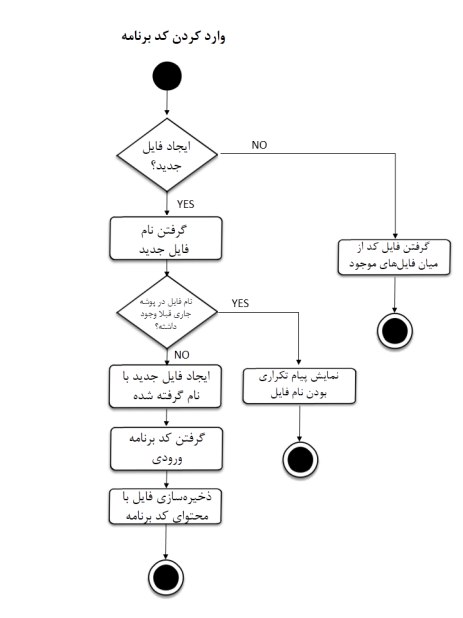 وارد کردن کد برنامه
ایجاد فایل
جدید؟
NO
YES
گرفتن نام
فایل جدید
گرفتن فایل کد از
میان فایل‌های موجود
نام فایل در پوشه
جاری قبلا وجود
داشته؟
YES
NO
ایجاد فایل جدید با
نام گرفته شده
نمایش پیام تکراری
بودن نام فایل
گرفتن کد برنامه
ورودی
ذخیره‌سازی فایل با
محتوای کد برنامه